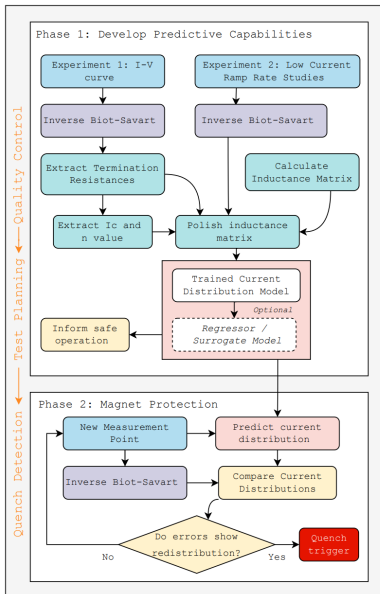 Phase 1: Develop Predictive Capabilities
Experiment 1: I-V
curve
Experiment 2: Low Current
Ramp Rate Studies
Inverse Biot-Savart
Inverse Biot-Savart
Extract Termination
Resistances
Calculate
Inductance Matrix
Extract Ic and
n value
Polish inductance
matrix
Trained Current
Distribution Model
Optional
Regressor /
Surrogate Model
Inform safe
operation
Phase 2: Magnet Protection
New Measurement
Point
Predict current
distribution
Inverse Biot-Savart
Compare Current
Distributions
Do errors show
redistribution?
No
Yes
Quench
trigger
Quality Control
Test Planning
Quench Detection